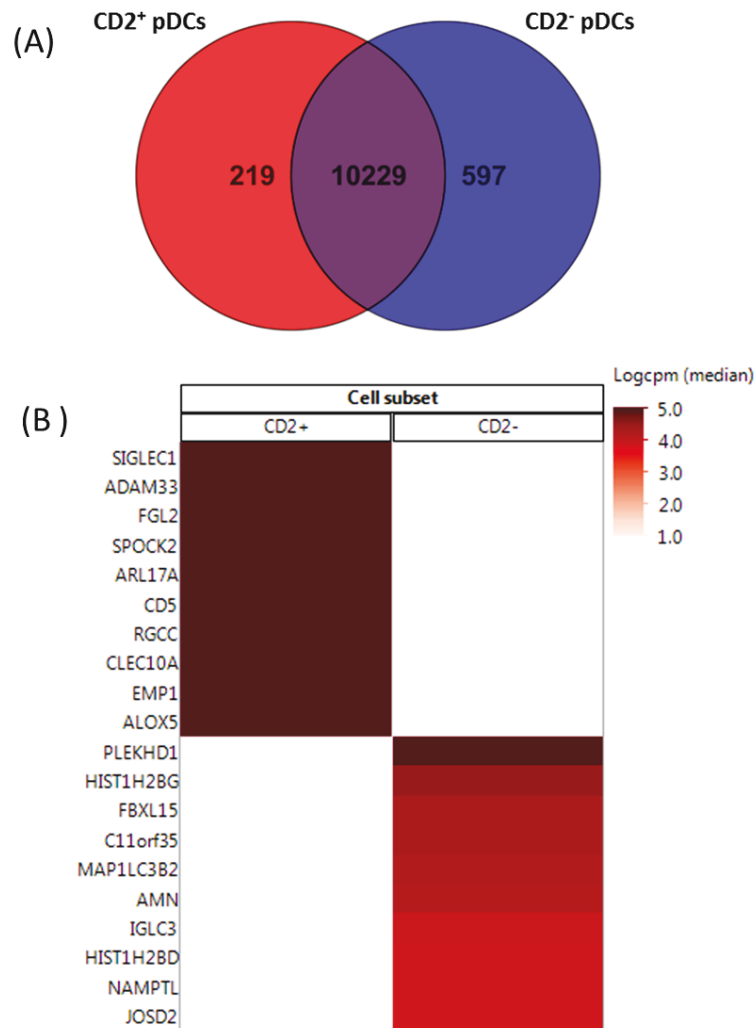 CD2⁺ pDCs
CD2⁻ pDCs
(A)
219
10229
597
Logcpm (median)
5.0
4.0
3.0
2.0
1.0
(B )
Cell subset
CD2+
CD2-
SIGLEC1
ADAM33
FGL2
SPOCK2
ARL17A
CD5
RGCC
CLEC10A
EMP1
ALOX5
PLEKHD1
HIST1H2BG
FBXL15
C11orf35
MAP1LC3B2
AMN
IGLC3
HIST1H2BD
NAMPTL
JOSD2